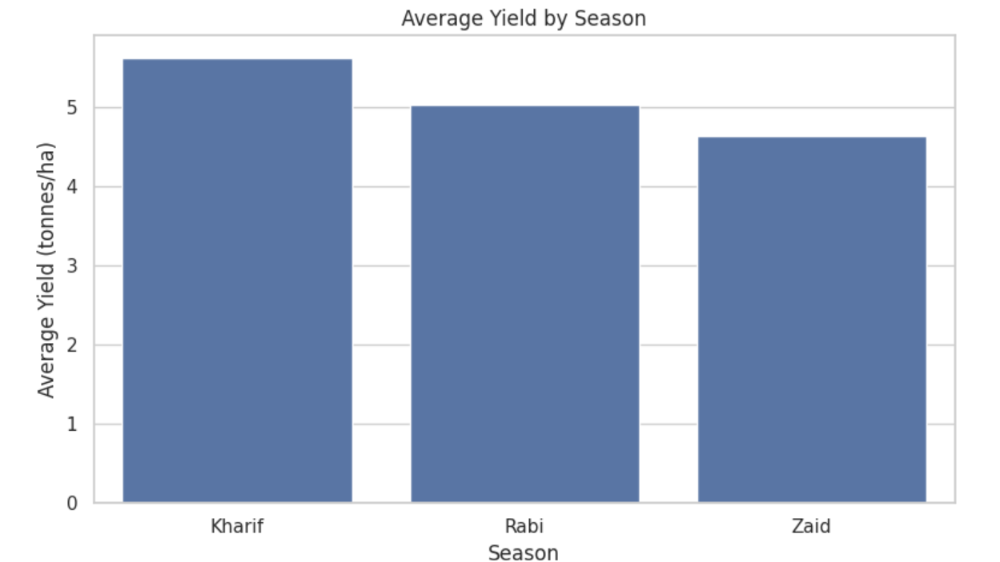 Average Yield by Season
Average Yield (tonnes/ha)
5
4
3
2
1
0
Kharif
Rabi
Zaid
Season